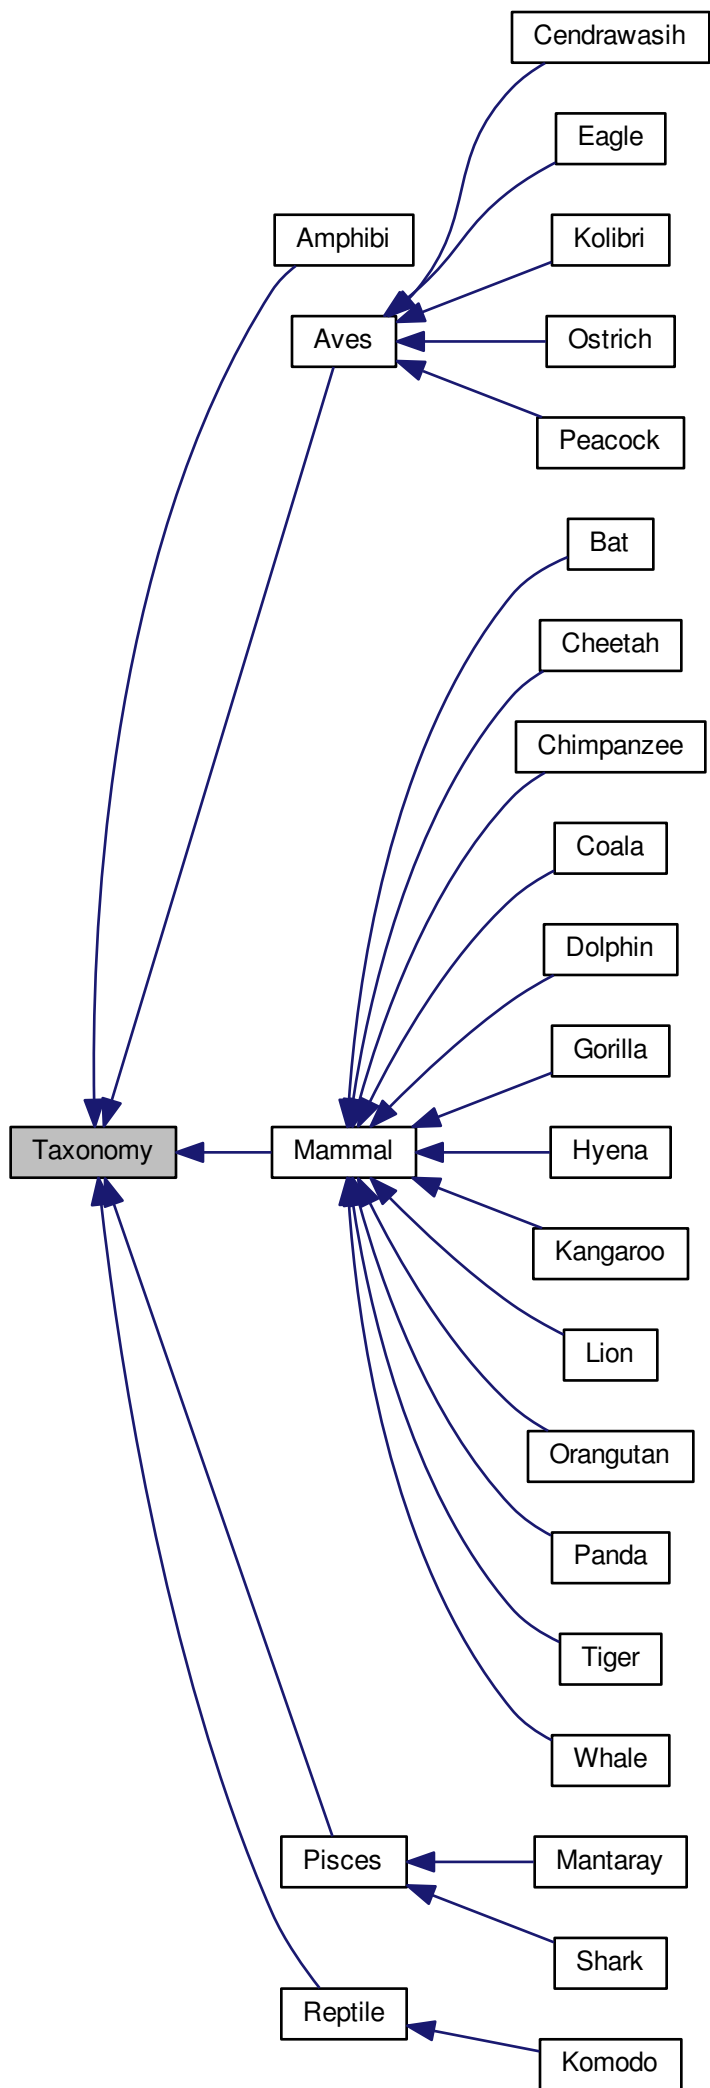 Cendrawasih
Eagle
Amphibi
Kolibri
Aves
Ostrich
Peacock
Bat
Cheetah
Chimpanzee
Coala
Dolphin
Gorilla
Taxonomy
Mammal
Hyena
Kangaroo
Lion
Orangutan
Panda
Tiger
Whale
Pisces
Mantaray
Shark
Reptile
Komodo